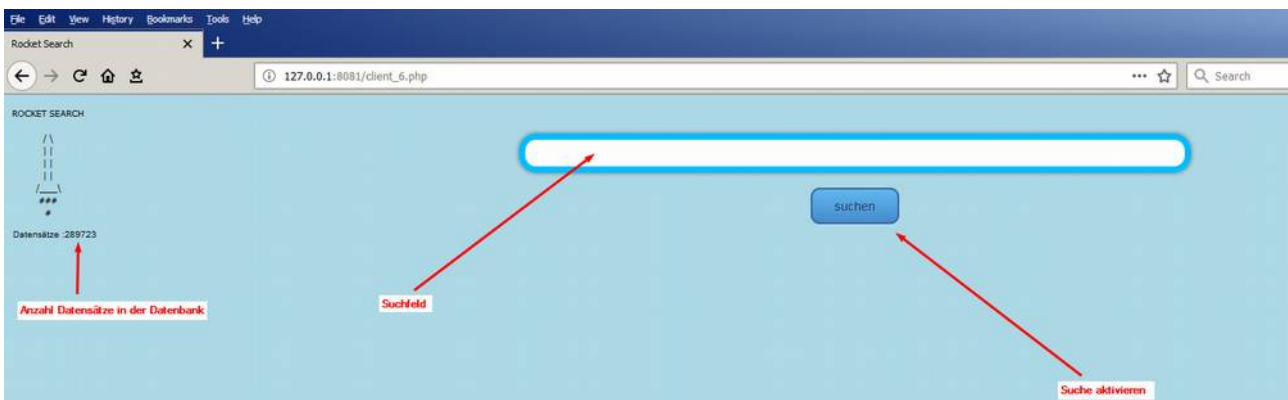 File Edit View History Bookmarks Tools Help
Rocket Search × +
127.0.0.1:8081/client_6.php ••• Search
ROCKET SEARCH
/ \
| |
| |
| |
/___\
###
#
suchen
Datensätze :289723
Anzahl Datensätze in der Datenbank
Suchfeld
Suche aktivieren